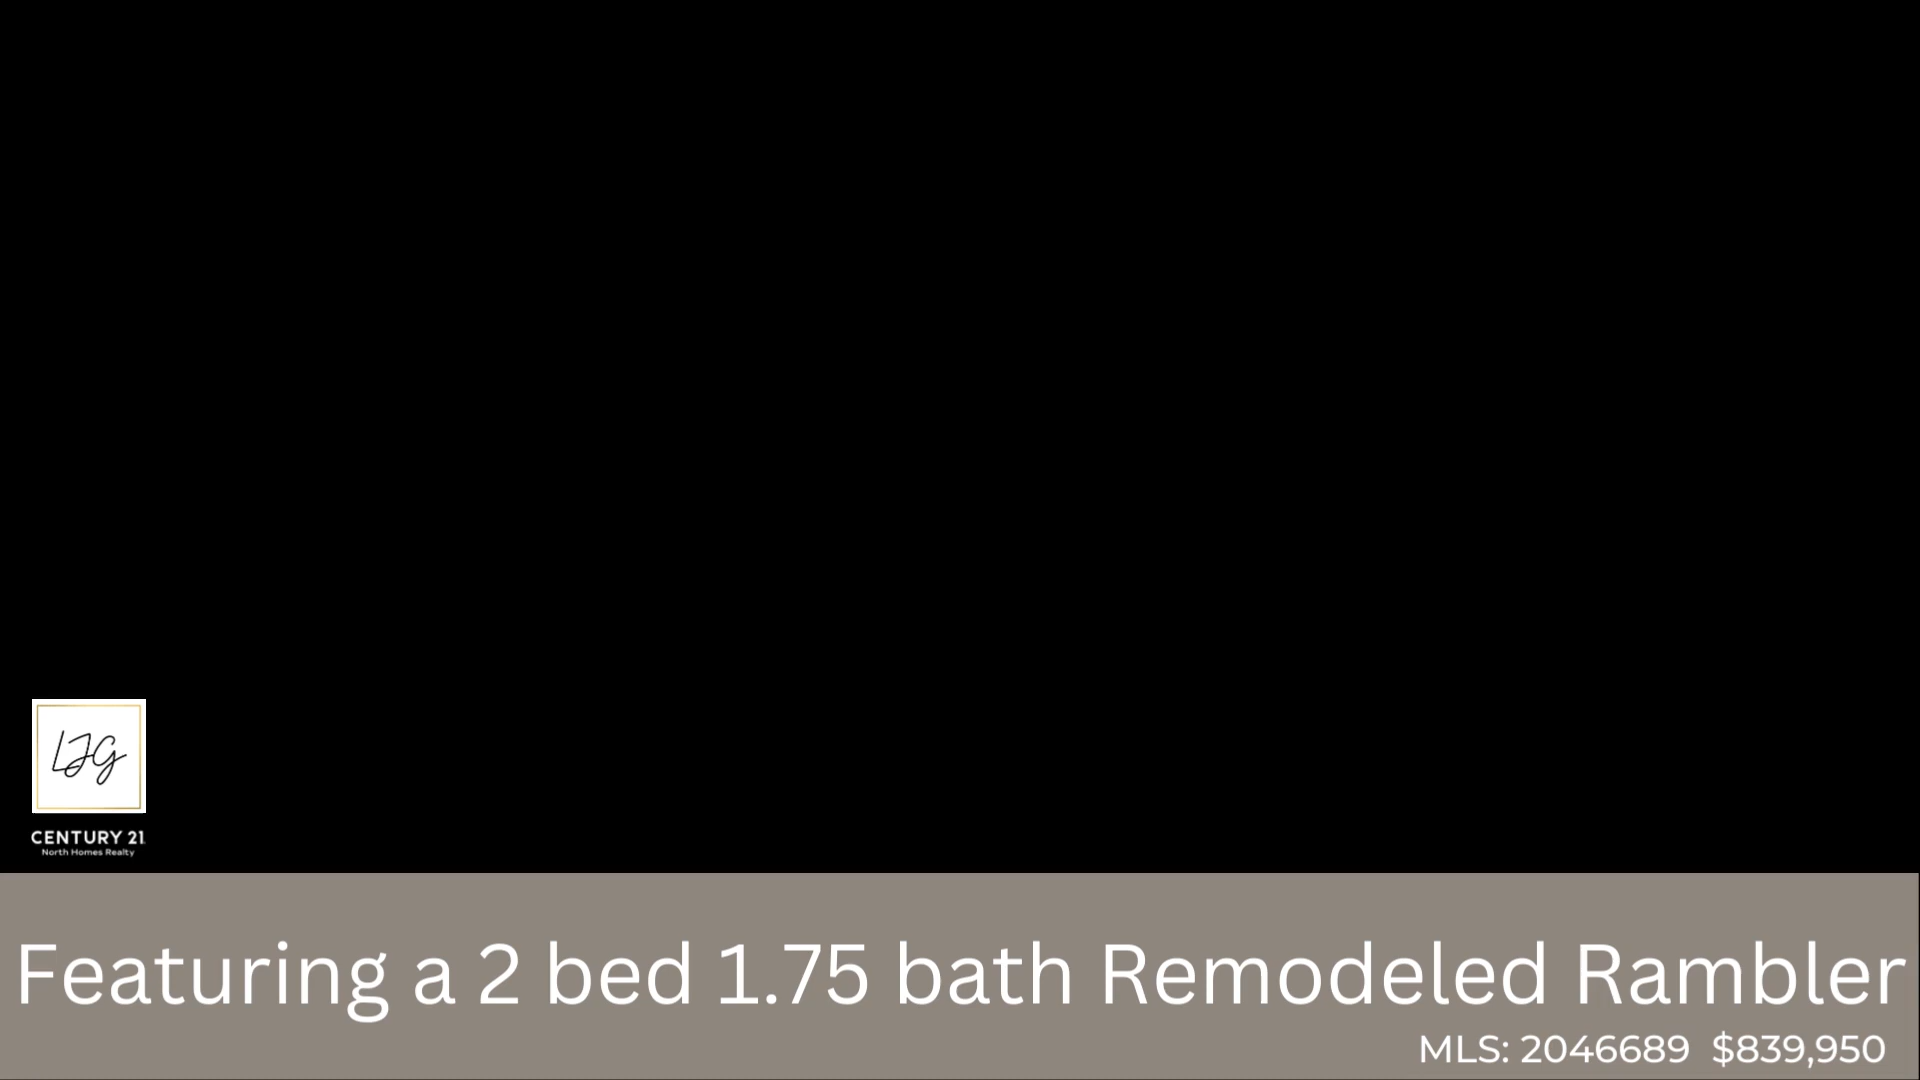 LJG
CENTURY 21
North Homes Realty
Featuring a 2 bed 1.75 bath Remodeled Rambler
MLS: 2046689 $839,950